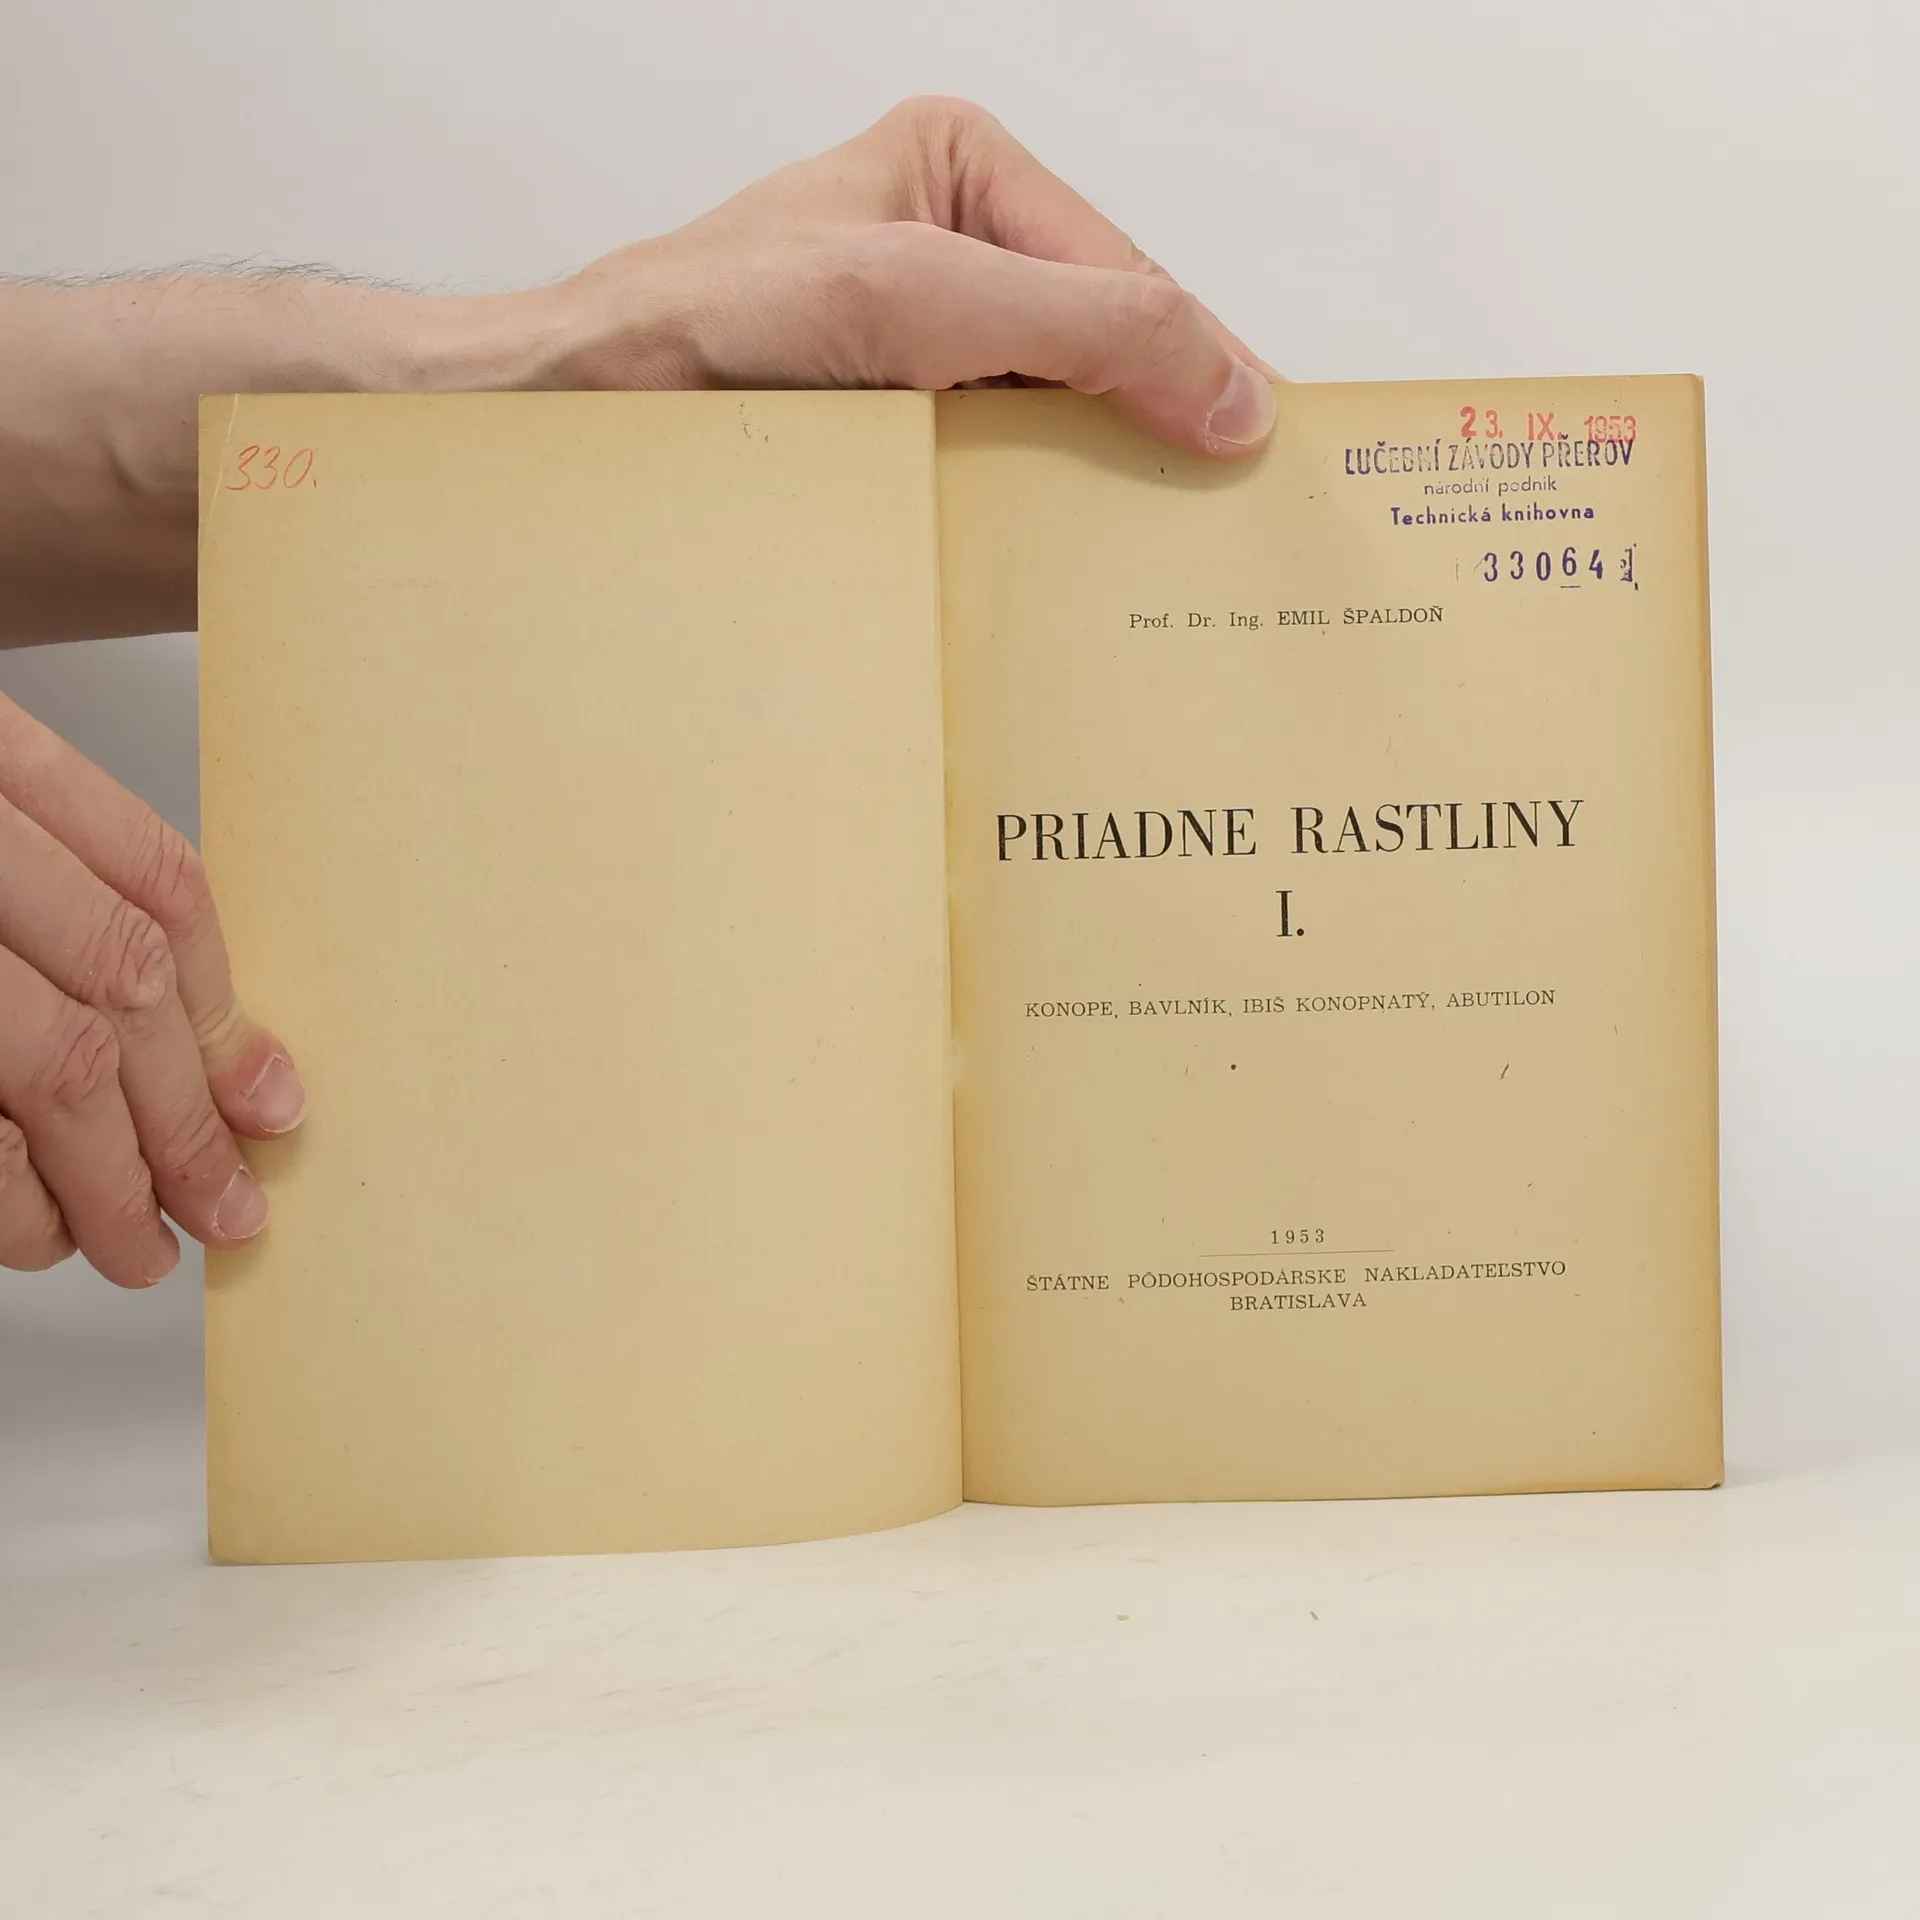 330.
23. IX. 1953
LUČEBNÍ ZÁVODY PŘEROV
národní podnik
Technická knihovna
33064
Prof. Dr. Ing. EMIL ŠPALDOŇ
PRIADNE RASTLINY
I.
KONOPE, BAVLNÍK, IBIŠ KONOPNATÝ, ABUTILON
1953
ŠTÁTNE PÔDOHOSPODÁRSKE NAKLADATEĽSTVO
BRATISLAVA